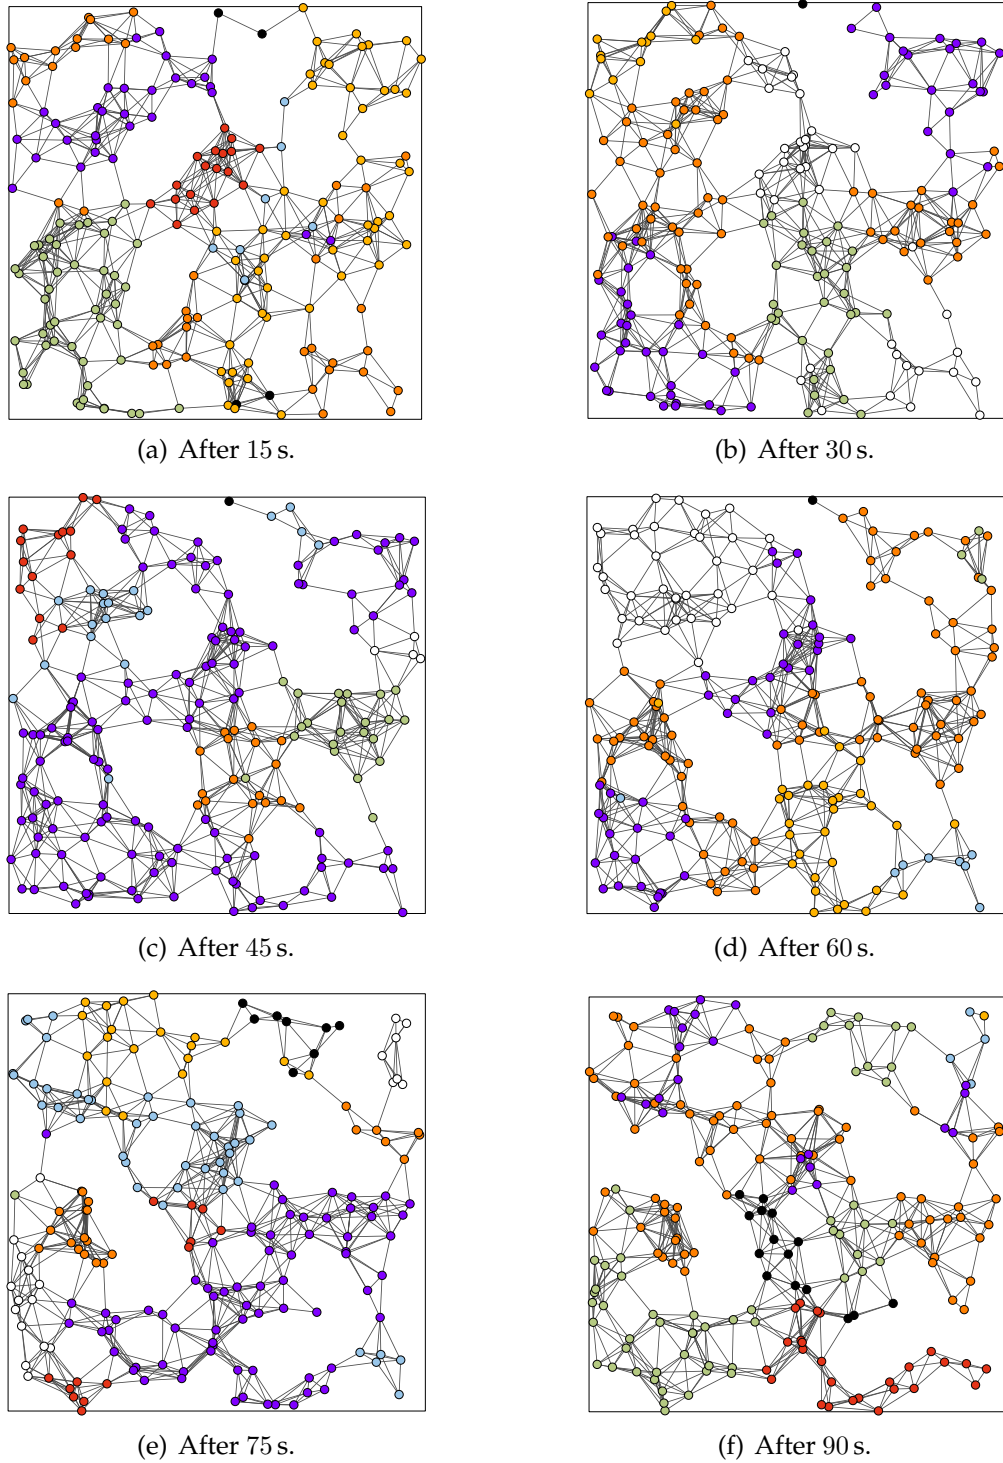 (a) After 15 s.
(b) After 30 s.
(c) After 45 s.
(d) After 60 s.
(e) After 75 s.
(f) After 90 s.